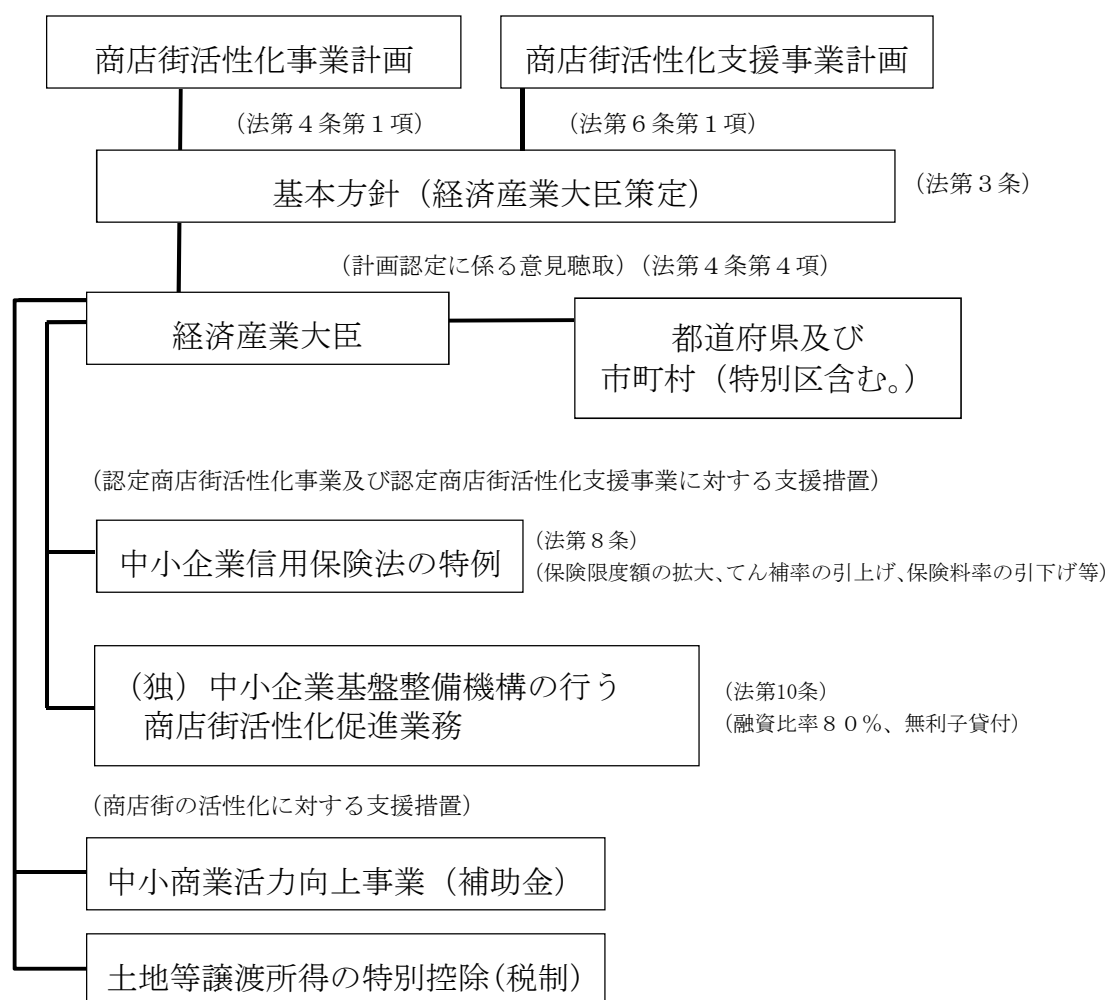 商店街活性化事業計画
商店街活性化支援事業計画
（法第４条第１項）
（法第６条第１項）
基本方針（経済産業大臣策定）
（法第３条）
（計画認定に係る意見聴取）（法第４条第４項）
経済産業大臣
都道府県及び
市町村（特別区含む。）
（認定商店街活性化事業及び認定商店街活性化支援事業に対する支援措置）
中小企業信用保険法の特例
（法第８条）
（保険限度額の拡大、てん補率の引上げ、保険料率の引下げ等）
（独）中小企業基盤整備機構の行う
商店街活性化促進業務
（法第10条）
（融資比率８０％、無利子貸付）
（商店街の活性化に対する支援措置）
中小商業活力向上事業（補助金）
土地等譲渡所得の特別控除(税制)